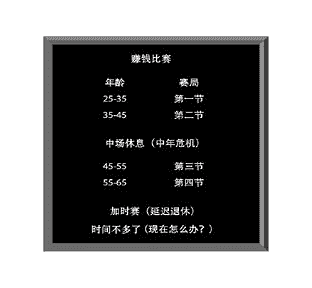 赚钱比赛
年龄 赛局
25-35 第一节
35-45 第二节
中场休息（中年危机）
45-55 第三节
55-65 第四节
加时赛（延迟退休）
时间不多了(现在怎么办？)